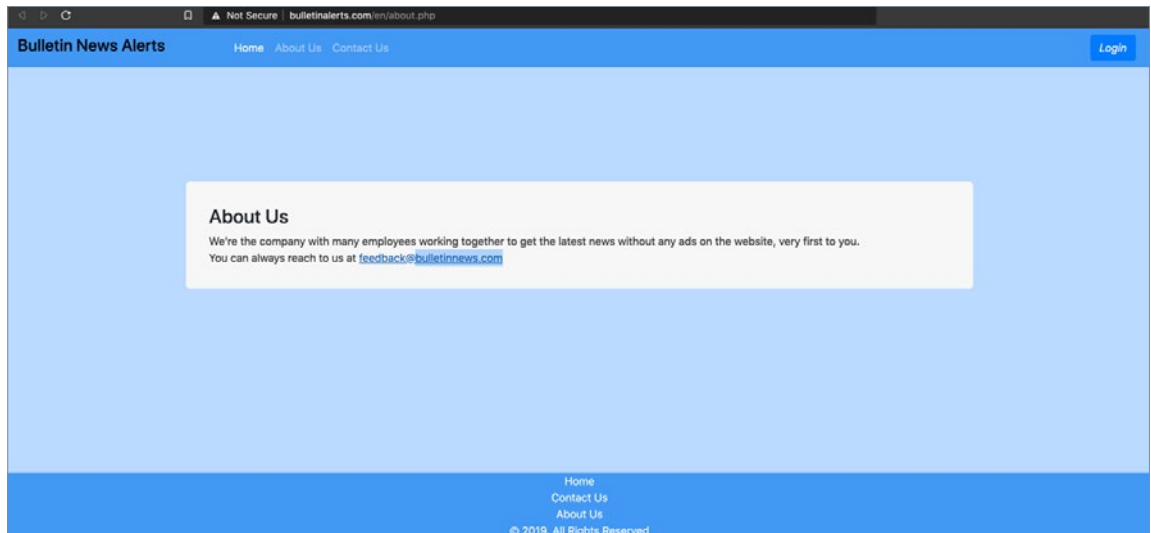 Not Secure | bulletinalerts.com/en/about.php
Bulletin News Alerts Home About Us Contact Us Login
About Us
We're the company with many employees working together to get the latest news without any ads on the website, very first to you.
You can always reach to us at feedback@bulletinnews.com
Home
Contact Us
About Us
© 2019. All Rights Reserved